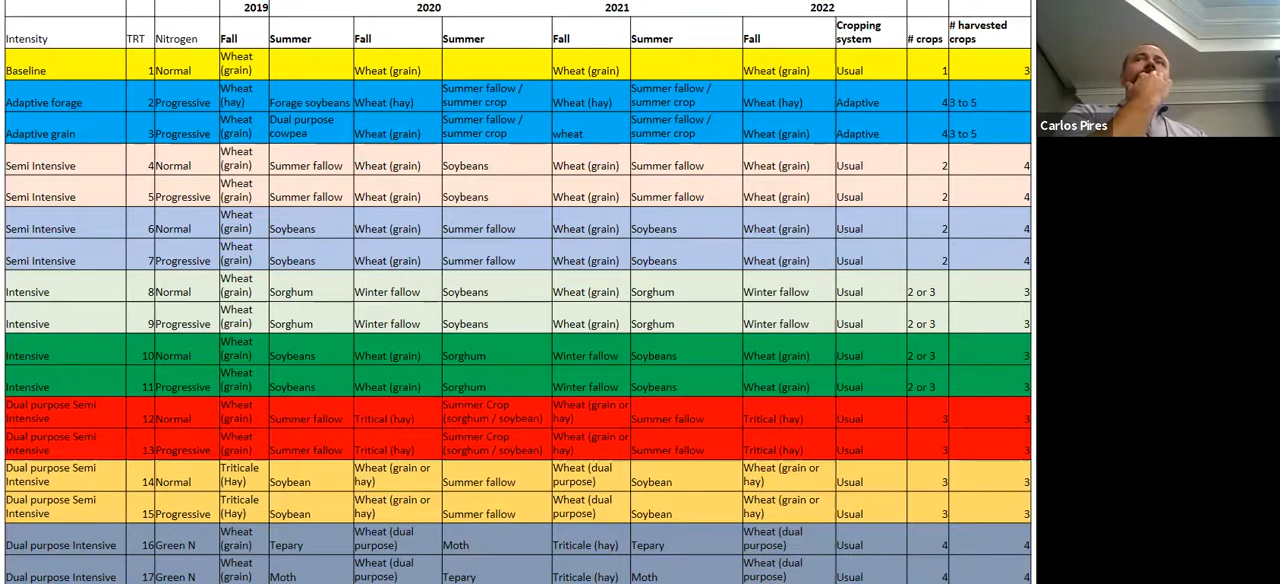 2019 2020 2021 2022
Intensity TRT Nitrogen Fall Summer Fall Summer Fall Summer Fall Cropping system # crops # harvested crops
Baseline 1 Normal Wheat (grain) Wheat (grain) Wheat (grain) Wheat (grain) Usual 1 3
Adaptive forage 2 Progressive Wheat (hay) Forage soybeans Wheat (hay) Summer fallow / summer crop Wheat (hay) Summer fallow / summer crop Wheat (hay) Adaptive 4 3 to 5
Adaptive grain 3 Progressive Wheat (grain) Dual purpose cowpea Wheat (grain) Summer fallow / summer crop wheat Summer fallow / summer crop Wheat (grain) Adaptive 4 3 to 5
Semi Intensive 4 Normal Wheat (grain) Summer fallow Wheat (grain) Soybeans Wheat (grain) Summer fallow Wheat (grain) Usual 2 4
Semi Intensive 5 Progressive Wheat (grain) Summer fallow Wheat (grain) Soybeans Wheat (grain) Summer fallow Wheat (grain) Usual 2 4
Semi Intensive 6 Normal Wheat (grain) Soybeans Wheat (grain) Summer fallow Wheat (grain) Soybeans Wheat (grain) Usual 2 4
Semi Intensive 7 Progressive Wheat (grain) Soybeans Wheat (grain) Summer fallow Wheat (grain) Soybeans Wheat (grain) Usual 2 4
Intensive 8 Normal Wheat (grain) Sorghum Winter fallow Soybeans Wheat (grain) Sorghum Winter fallow Usual 2 or 3 3
Intensive 9 Progressive Wheat (grain) Sorghum Winter fallow Soybeans Wheat (grain) Sorghum Winter fallow Usual 2 or 3 3
Intensive 10 Normal Wheat (grain) Soybeans Wheat (grain) Sorghum Winter fallow Soybeans Wheat (grain) Usual 2 or 3 3
Intensive 11 Progressive Wheat (grain) Soybeans Wheat (grain) Sorghum Winter fallow Soybeans Wheat (grain) Usual 2 or 3 3
Dual purpose Semi Intensive 12 Normal Wheat (grain) Summer fallow Tritical (hay) Summer Crop (sorghum / soybean) Wheat (grain or hay) Summer fallow Tritical (hay) Usual 3 3
Dual purpose Semi Intensive 13 Progressive Wheat (grain) Summer fallow Tritical (hay) Summer Crop (sorghum / soybean) Wheat (grain or hay) Summer fallow Tritical (hay) Usual 3 3
Dual purpose Semi Intensive 14 Normal Triticale (Hay) Soybean Wheat (grain or hay) Summer fallow Wheat (dual purpose) Soybean Wheat (grain or hay) Usual 3 3
Dual purpose Semi Intensive 15 Progressive Triticale (Hay) Soybean Wheat (grain or hay) Summer fallow Wheat (dual purpose) Soybean Wheat (grain or hay) Usual 3 3
Dual purpose Intensive 16 Green N Wheat (grain) Tepary Wheat (dual purpose) Moth Triticale (hay) Tepary Wheat (dual purpose) Usual 4 4
Dual purpose Intensive 17 Green N Wheat (grain) Moth Wheat (dual purpose) Tepary Triticale (hay) Moth Wheat (dual purpose) Usual 4 4
Carlos Pires